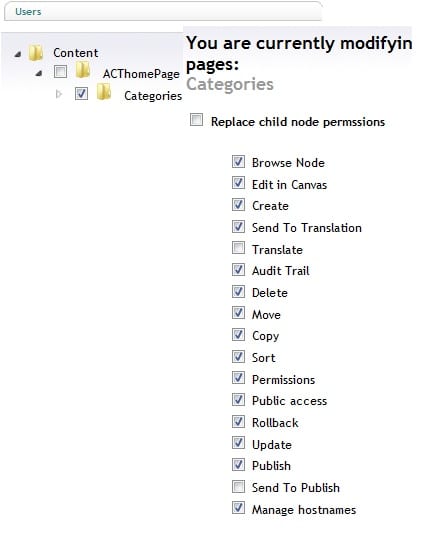 Users
Content
ACThomePage
Categories
You are currently modifyin
pages:
Categories
Replace child node permssions
Browse Node
Edit in Canvas
Create
Send To Translation
Translate
Audit Trail
Delete
Move
Copy
Sort
Permissions
Public access
Rollback
Update
Publish
Send To Publish
Manage hostnames